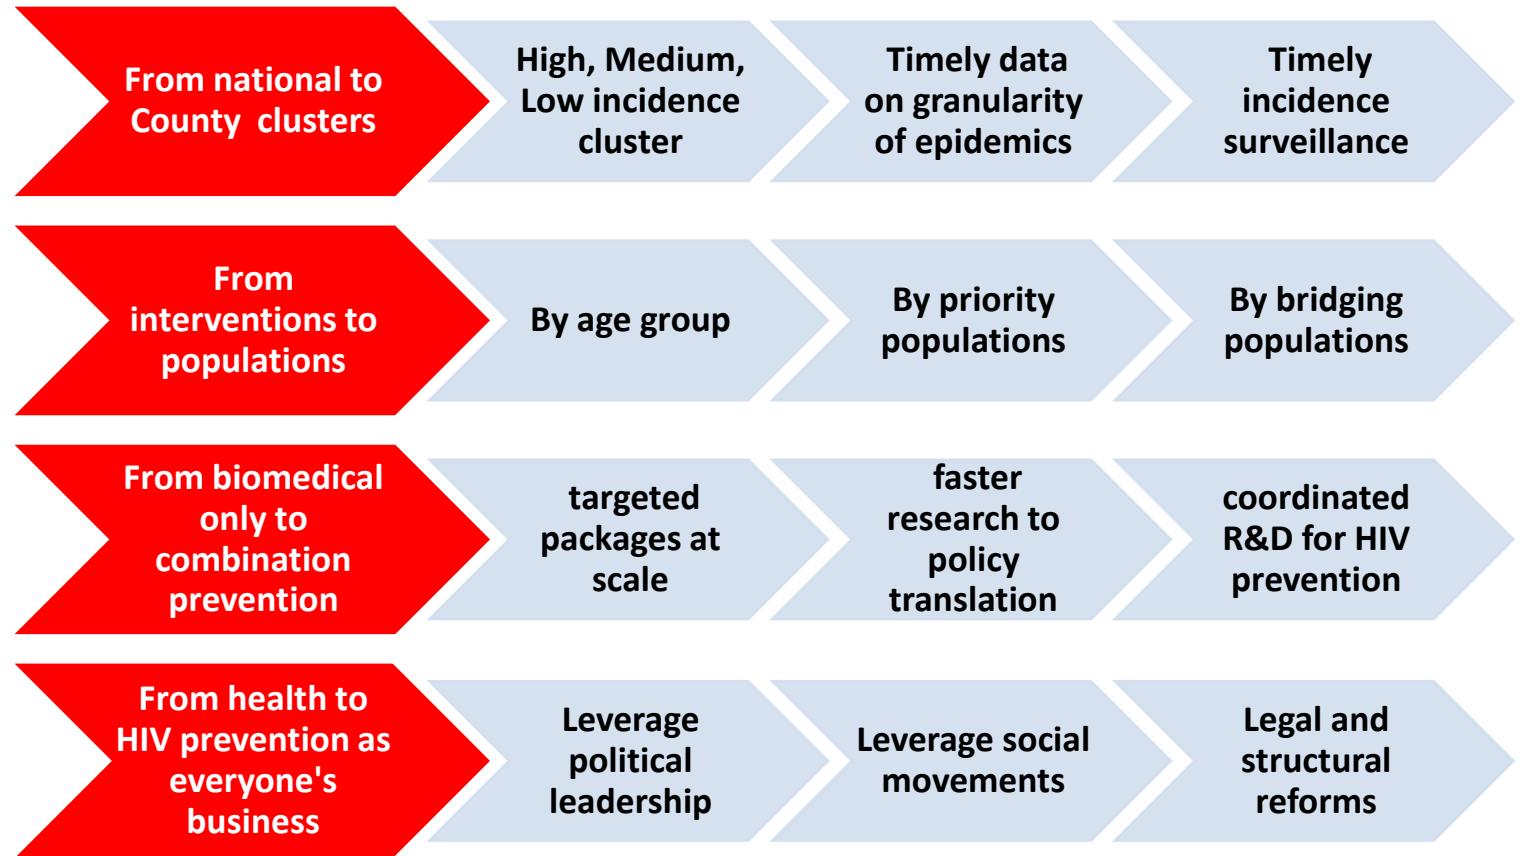 From national to
County  clusters
High, Medium,
Low incidence
cluster
Timely data
on granularity
of epidemics
Timely
incidence
surveillance
From
interventions to
populations
By age group
By priority
populations
By bridging
populations
From biomedical
only to
combination
prevention
targeted
packages at
scale
faster
research to
policy
translation
coordinated
R&D for HIV
prevention
From health to
HIV prevention as
everyone's
business
Leverage
political
leadership
Leverage social
movements
Legal and
structural
reforms